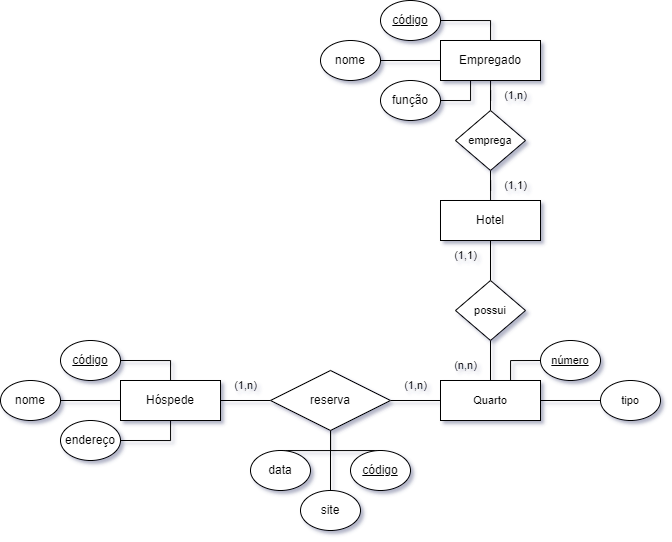 código
nome
Empregado
função
(1,n)
emprega
(1,1)
Hotel
(1,1)
possui
(n,n)
código
número
nome
Hóspede
(1,n)
reserva
(1,n)
Quarto
tipo
endereço
data
código
site